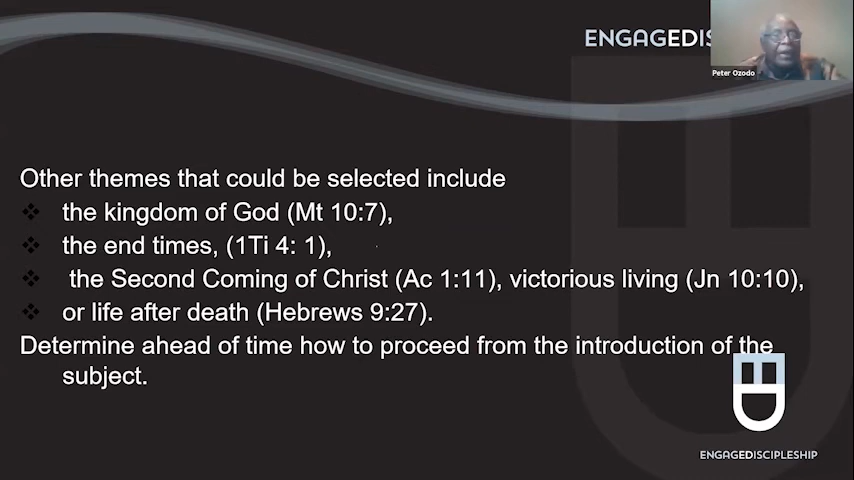 ENGAGEDIS
Peter Ozodo
Other themes that could be selected include
❖ the kingdom of God (Mt 10:7),
❖ the end times, (1Ti 4: 1),
❖ the Second Coming of Christ (Ac 1:11), victorious living (Jn 10:10),
❖ or life after death (Hebrews 9:27).
Determine ahead of time how to proceed from the introduction of the
subject.
ENGAGEDISCIPLESHIP